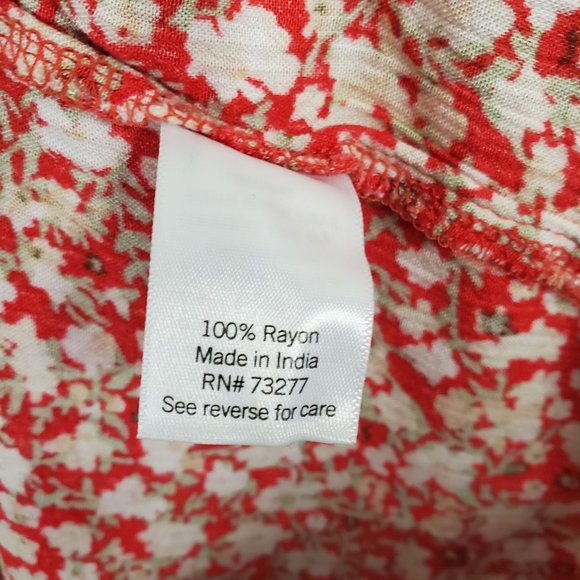 100% Rayon
Made in India
RN# 73277
See reverse for care